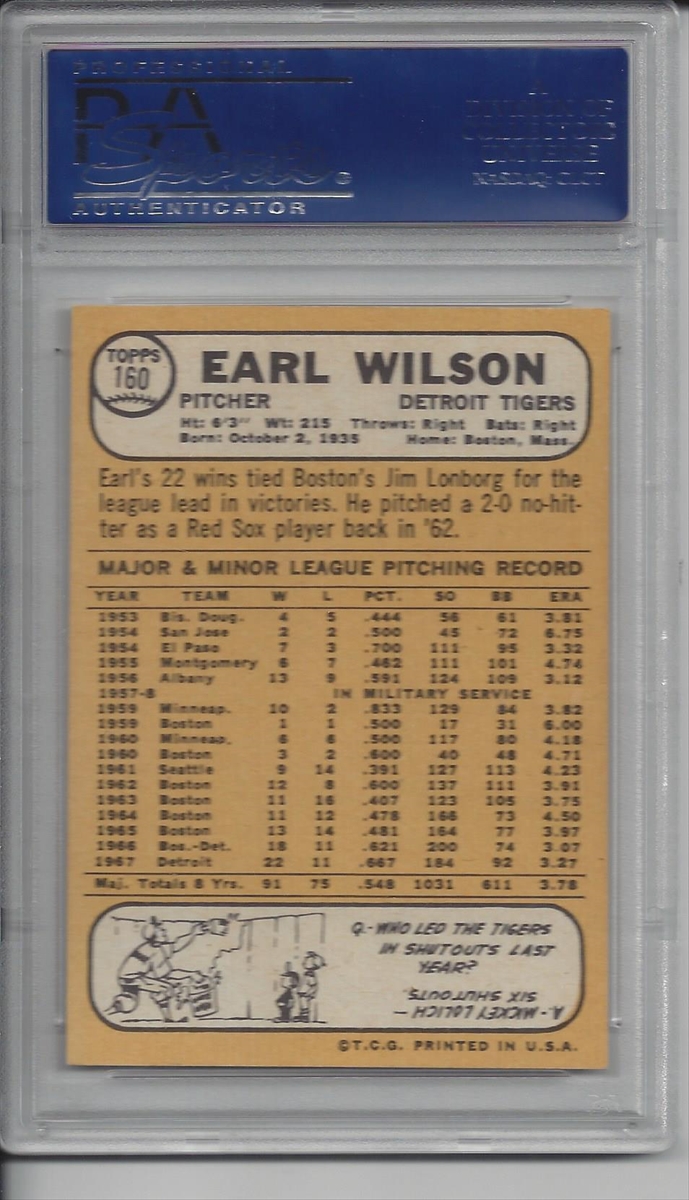 PROFESSIONAL
PSA
Sports
AUTHENTICATOR
A
DIVISION OF
COLLECTORS
UNIVERSE
NASDAQ: CLCT
TOPPS
160
EARL WILSON
PITCHER DETROIT TIGERS
Ht: 6'3" Wt: 215 Throws: Right Bats: Right
Born: October 2, 1935 Home: Boston, Mass.
Earl's 22 wins tied Boston's Jim Lonborg for the
league lead in victories. He pitched a 2-0 no-hit-
ter as a Red Sox player back in '62.
MAJOR & MINOR LEAGUE PITCHING RECORD
YEAR TEAM W L PCT. SO BB ERA
1953 Bis. Doug. 4 5 .444 56 61 3.81
1954 San Jose 2 2 .500 45 72 6.75
1954 El Paso 7 3 .700 111 95 3.32
1955 Montgomery 6 7 .462 111 101 4.74
1956 Albany 13 9 .591 124 109 3.12
1957-8 IN MILITARY SERVICE
1959 Minneap. 10 2 .833 129 84 3.82
1959 Boston 1 1 .500 17 31 6.00
1960 Minneap. 6 6 .500 117 80 4.18
1960 Boston 3 2 .600 40 48 4.71
1961 Seattle 9 14 .391 127 113 4.23
1962 Boston 12 8 .600 137 111 3.91
1963 Boston 11 16 .407 123 105 3.75
1964 Boston 11 12 .478 166 73 4.50
1965 Boston 13 14 .481 164 77 3.97
1966 Bos.-Det. 18 11 .621 200 74 3.07
1967 Detroit 22 11 .667 184 92 3.27
Maj. Totals 8 Yrs. 91 75 .548 1031 611 3.78
Q.-WHO LED THE TIGERS
IN SHUTOUTS LAST
YEAR?
A.-MICKEY LOLICH —
SIX SHUTOUTS.
©T.C.G. PRINTED IN U.S.A.